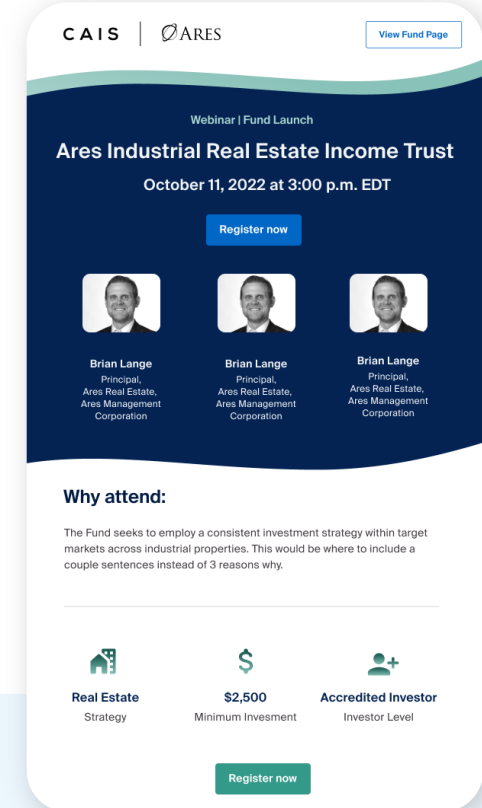 CAIS ARES View Fund Page
Webinar | Fund Launch
Ares Industrial Real Estate Income Trust
October 11, 2022 at 3:00 p.m. EDT
Register now
Brian Lange
Principal,
Ares Real Estate,
Ares Management
Corporation
Brian Lange
Principal,
Ares Real Estate,
Ares Management
Corporation
Brian Lange
Principal,
Ares Real Estate,
Ares Management
Corporation
Why attend:
The Fund seeks to employ a consistent investment strategy within target
markets across industrial properties. This would be where to include a
couple sentences instead of 3 reasons why.
Real Estate
Strategy
$2,500
Minimum Invesment
Accredited Investor
Investor Level
Register now